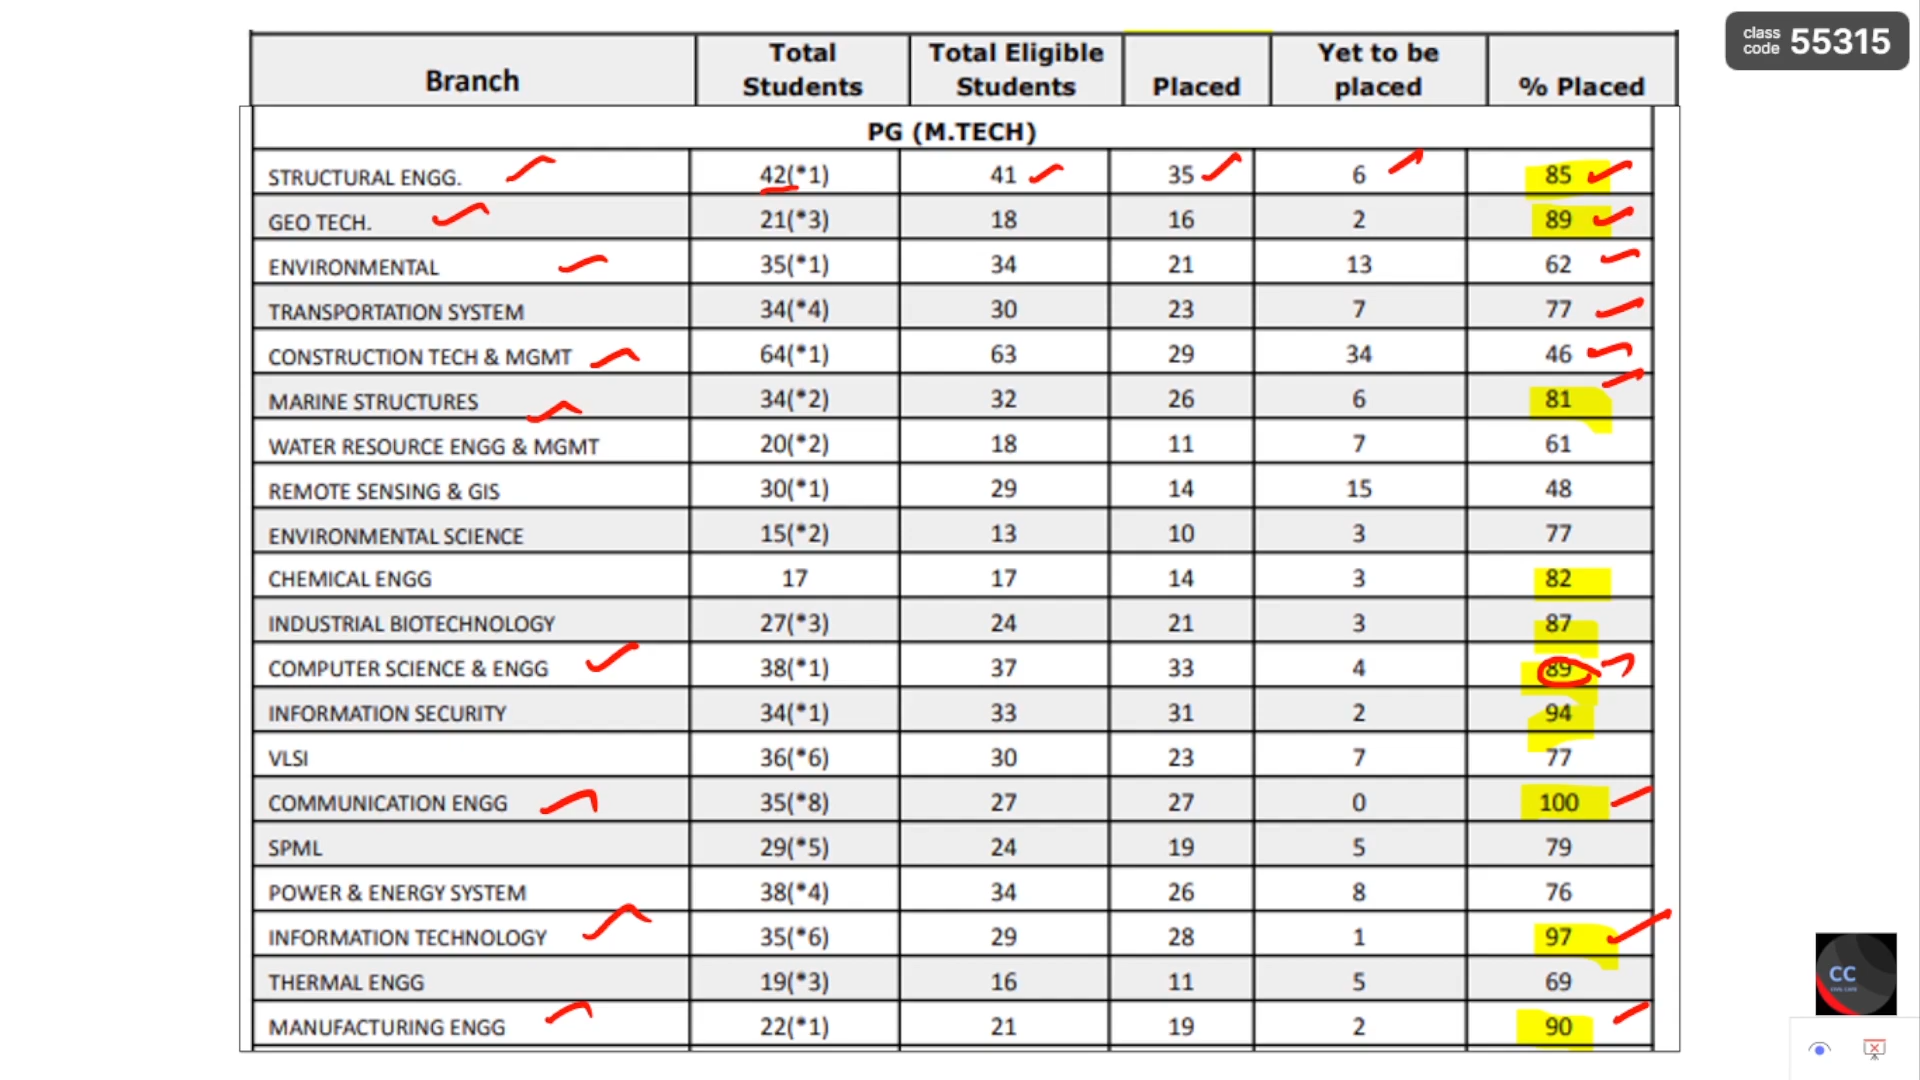 class code 55315
Branch Total Students Total Eligible Students Placed Yet to be placed % Placed
PG (M.TECH)
STRUCTURAL ENGG. 42(*1) 41 35 6 85
GEO TECH. 21(*3) 18 16 2 89
ENVIRONMENTAL 35(*1) 34 21 13 62
TRANSPORTATION SYSTEM 34(*4) 30 23 7 77
CONSTRUCTION TECH & MGMT 64(*1) 63 29 34 46
MARINE STRUCTURES 34(*2) 32 26 6 81
WATER RESOURCE ENGG & MGMT 20(*2) 18 11 7 61
REMOTE SENSING & GIS 30(*1) 29 14 15 48
ENVIRONMENTAL SCIENCE 15(*2) 13 10 3 77
CHEMICAL ENGG 17 17 14 3 82
INDUSTRIAL BIOTECHNOLOGY 27(*3) 24 21 3 87
COMPUTER SCIENCE & ENGG 38(*1) 37 33 4 89
INFORMATION SECURITY 34(*1) 33 31 2 94
VLSI 36(*6) 30 23 7 77
COMMUNICATION ENGG 35(*8) 27 27 0 100
SPML 29(*5) 24 19 5 79
POWER & ENERGY SYSTEM 38(*4) 34 26 8 76
INFORMATION TECHNOLOGY 35(*6) 29 28 1 97
THERMAL ENGG 19(*3) 16 11 5 69
MANUFACTURING ENGG 22(*1) 21 19 2 90
CC